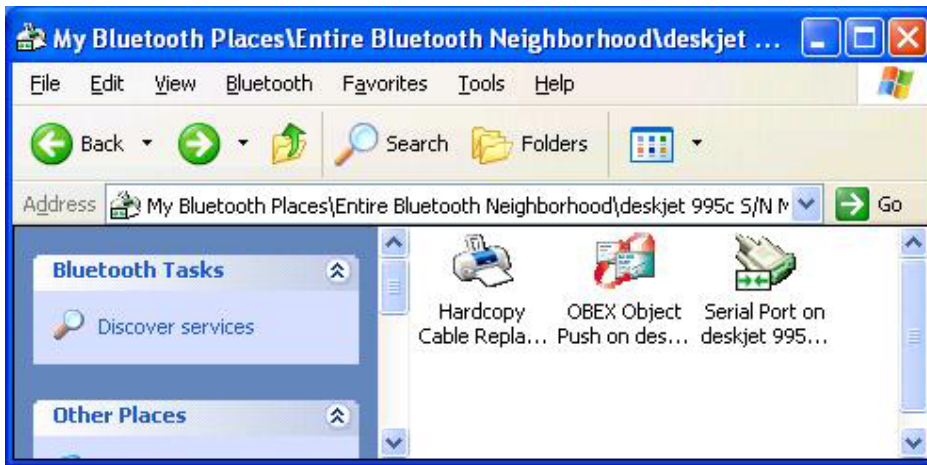 My Bluetooth Places\Entire Bluetooth Neighborhood\deskjet ...
File Edit View Bluetooth Favorites Tools Help
Back Search Folders
Address My Bluetooth Places\Entire Bluetooth Neighborhood\deskjet 995c S/N M Go
Bluetooth Tasks
Discover services
Other Places
Hardcopy
Cable Repla...
OBEX Object
Push on des...
Serial Port on
deskjet 995...